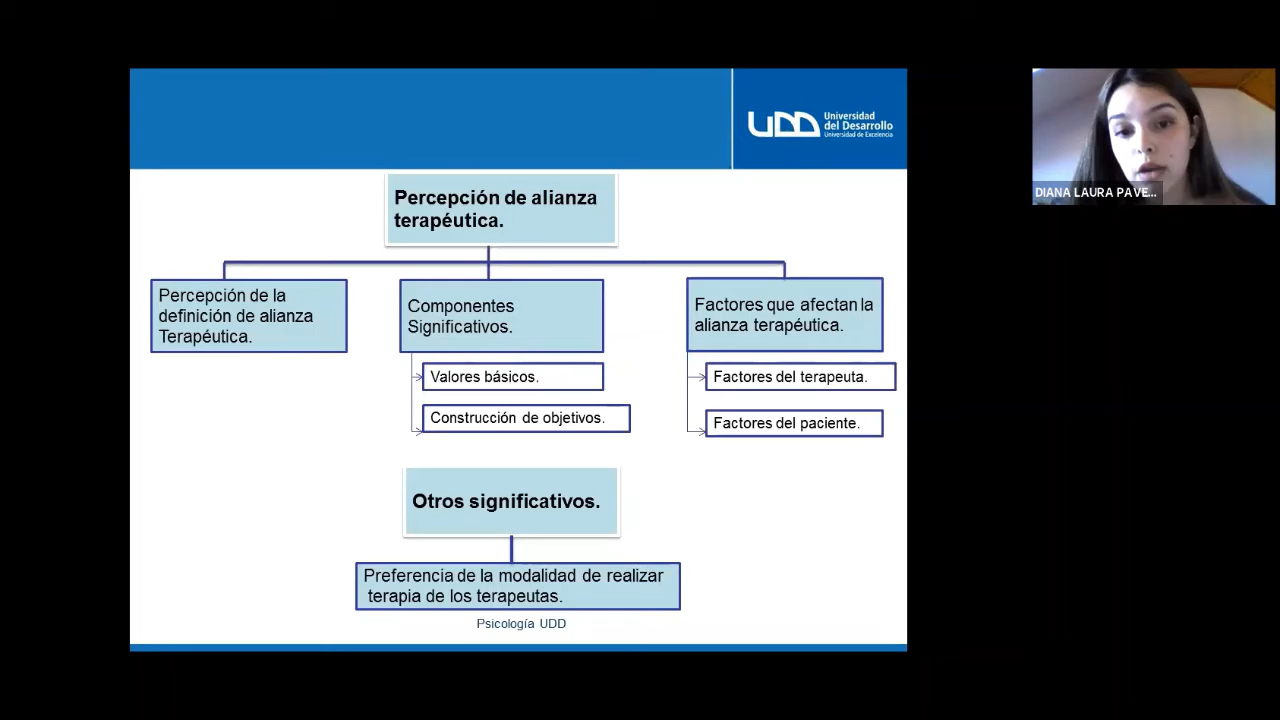 UDD
Universidad
del Desarrollo
Universidad de Excelencia
DIANA LAURA PAVE...
Percepción de alianza
terapéutica.
Percepción de la
definición de alianza
Terapéutica.
Componentes
Significativos.
Valores básicos.
Construcción de objetivos.
Factores que afectan la
alianza terapéutica.
Factores del terapeuta.
Factores del paciente.
Otros significativos.
Preferencia de la modalidad de realizar
terapia de los terapeutas.
Psicología UDD